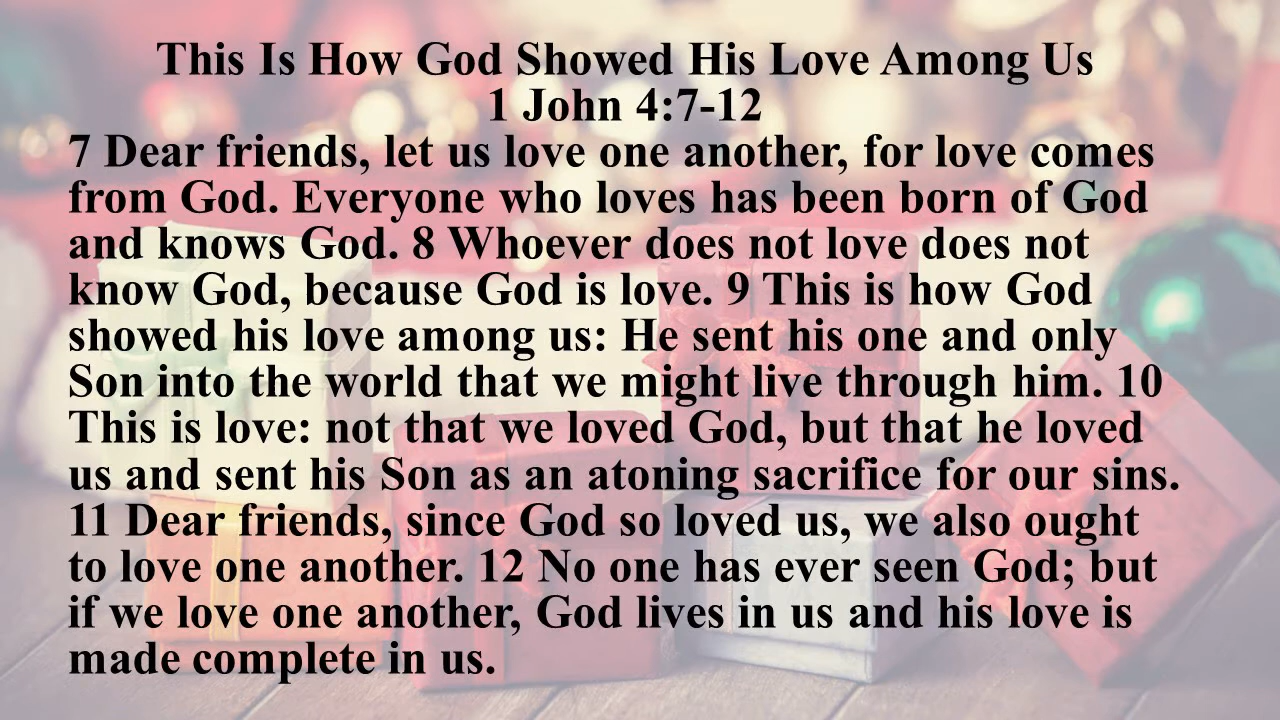 This Is How God Showed His Love Among Us
1 John 4:7-12
7 Dear friends, let us love one another, for love comes
from God. Everyone who loves has been born of God
and knows God. 8 Whoever does not love does not
know God, because God is love. 9 This is how God
showed his love among us: He sent his one and only
Son into the world that we might live through him. 10
This is love: not that we loved God, but that he loved
us and sent his Son as an atoning sacrifice for our sins.
11 Dear friends, since God so loved us, we also ought
to love one another. 12 No one has ever seen God; but
if we love one another, God lives in us and his love is
made complete in us.